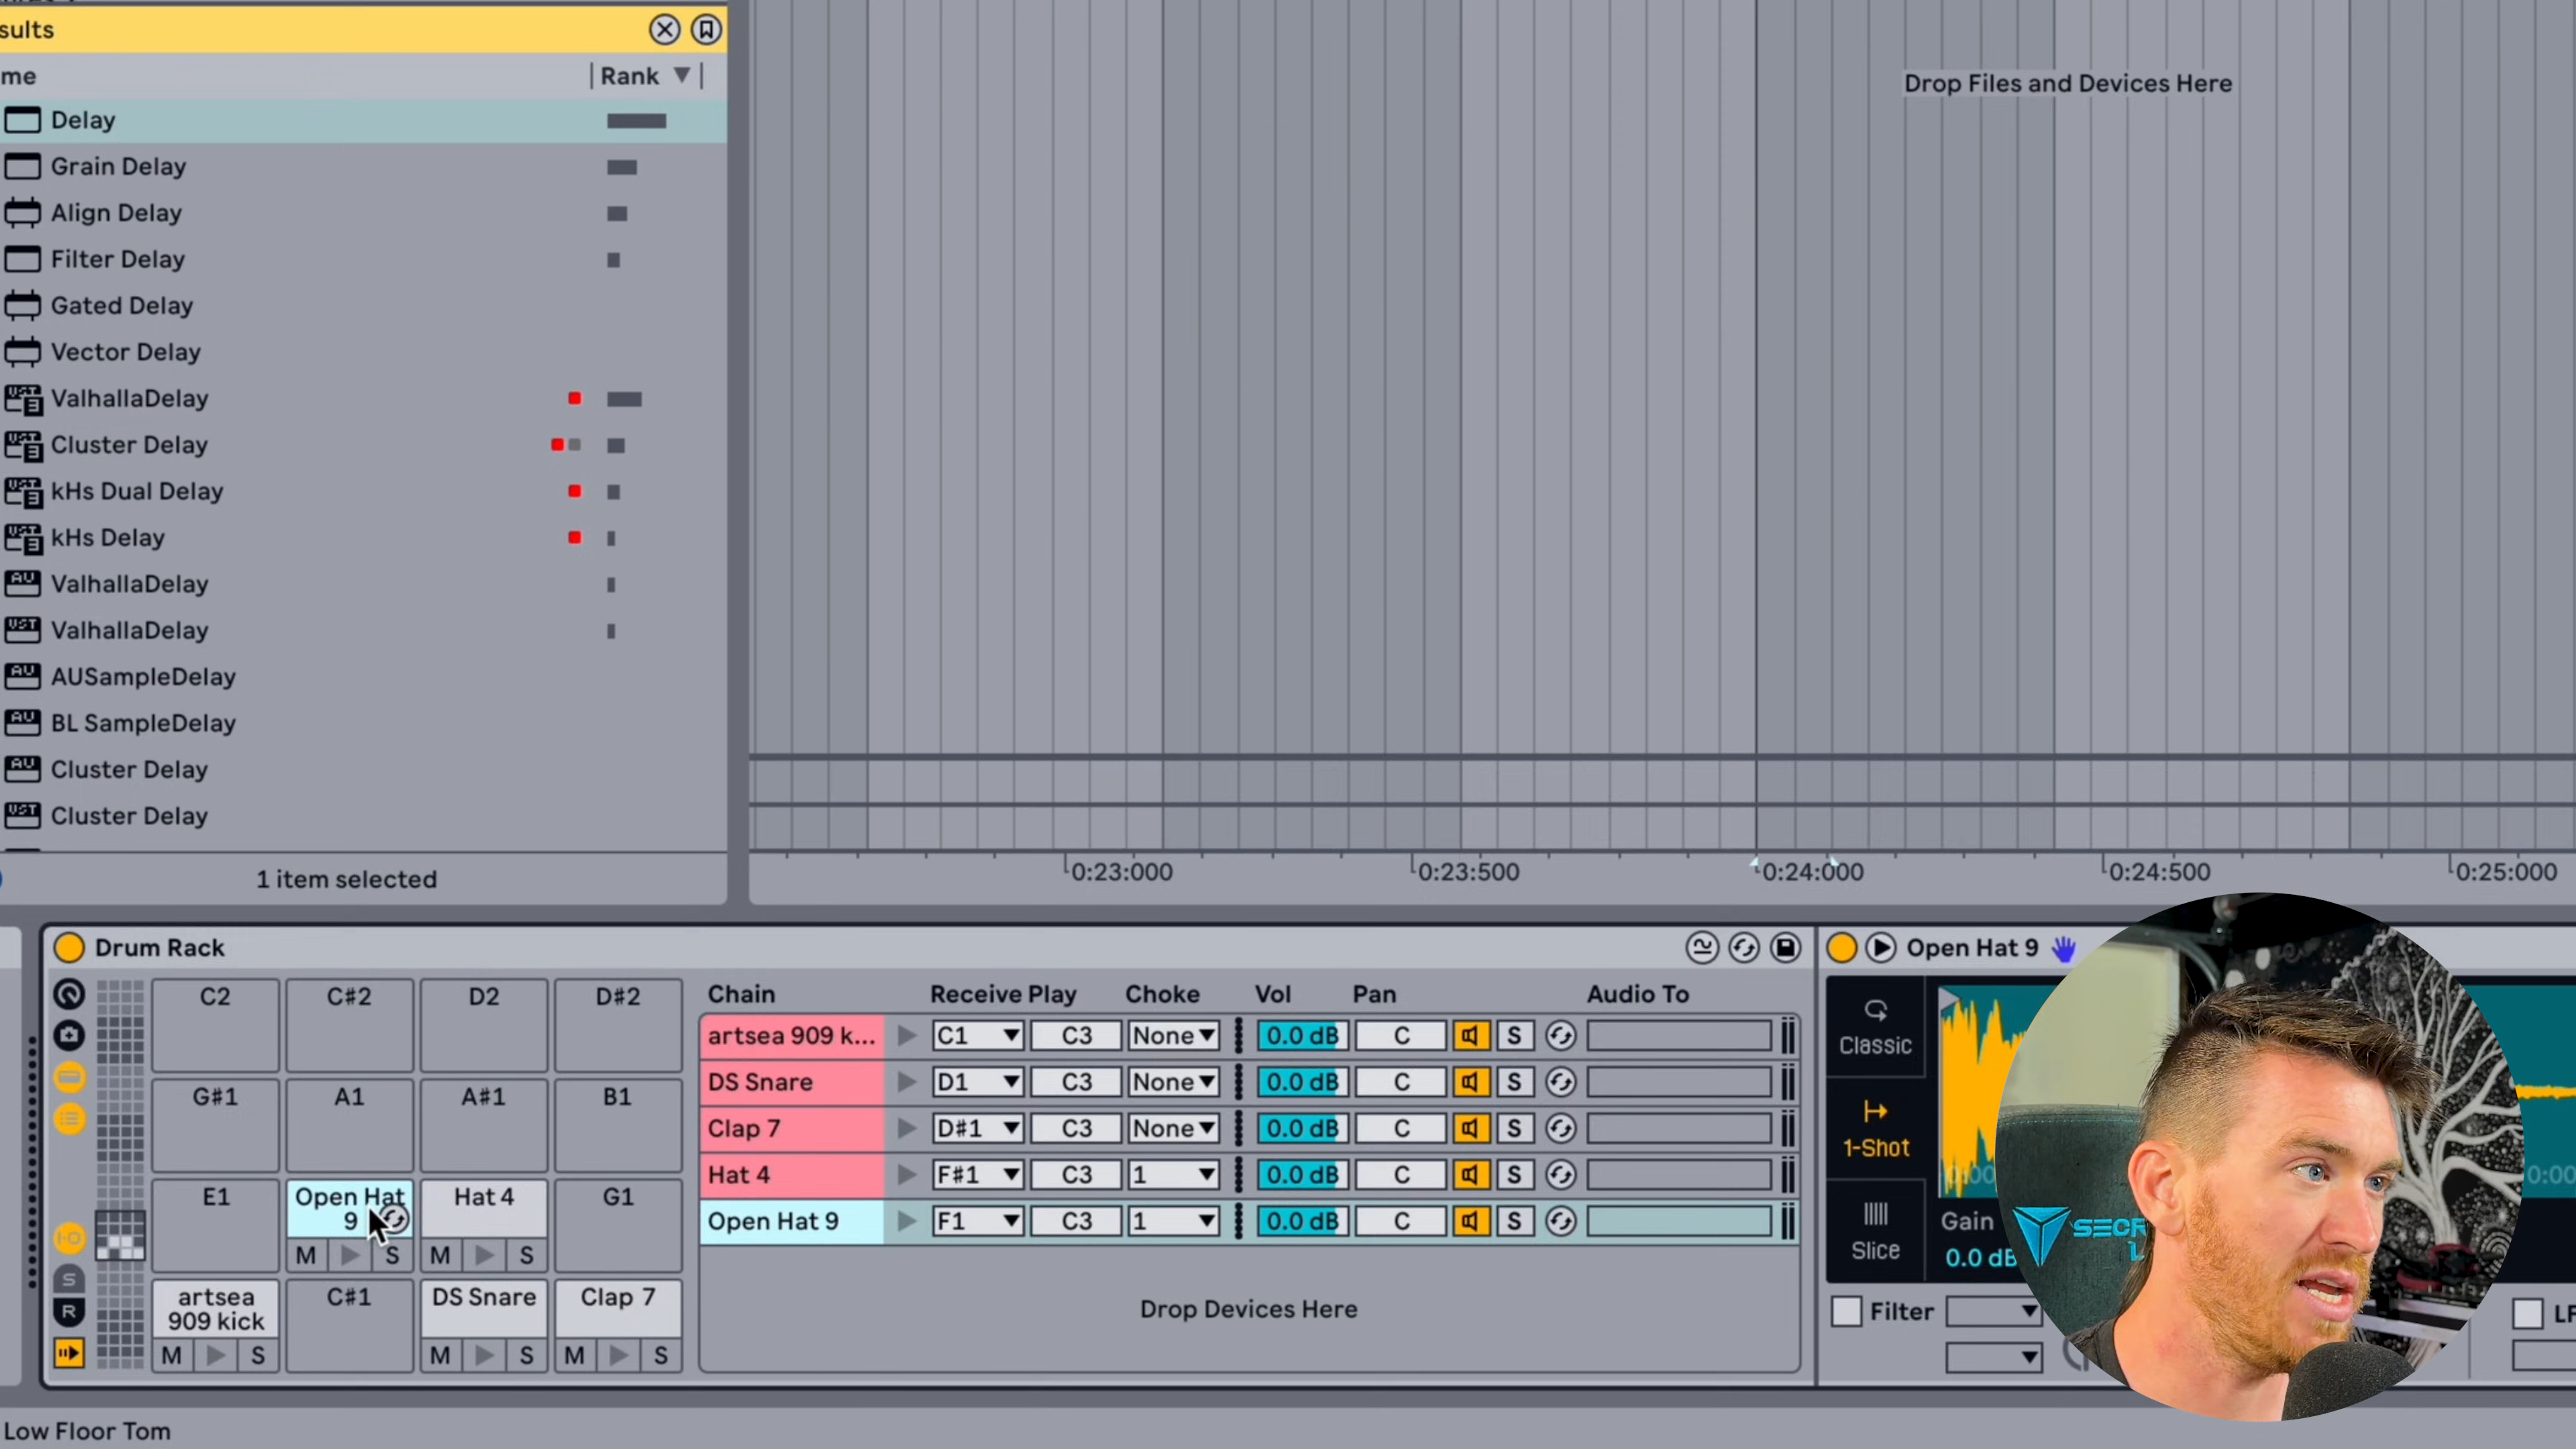 sults
me
Rank
Delay
Grain Delay
Align Delay
Filter Delay
Gated Delay
Vector Delay
ValhallaDelay
Cluster Delay
kHs Dual Delay
kHs Delay
ValhallaDelay
ValhallaDelay
AUSampleDelay
BL SampleDelay
Cluster Delay
Cluster Delay
1 item selected
Drop Files and Devices Here
0:23:000 0:23:500 0:24:000 0:24:500 0:25:000
Drum Rack
C2 C#2 D2 D#2
G#1 A1 A#1 B1
E1 Open Hat 9 Hat 4 G1
M S M S
artsea 909 kick C#1 DS Snare Clap 7
M S M S M S
Chain Receive Play Choke Vol Pan Audio To
artsea 909 k... C1 C3 None 0.0 dB C S
DS Snare D1 C3 None 0.0 dB C S
Clap 7 D#1 C3 None 0.0 dB C S
Hat 4 F#1 C3 1 0.0 dB C S
Open Hat 9 F1 C3 1 0.0 dB C S
Drop Devices Here
Open Hat 9
Classic
1-Shot
Slice
Gain
0.0 dB
Filter
LF
SECR
Low Floor Tom